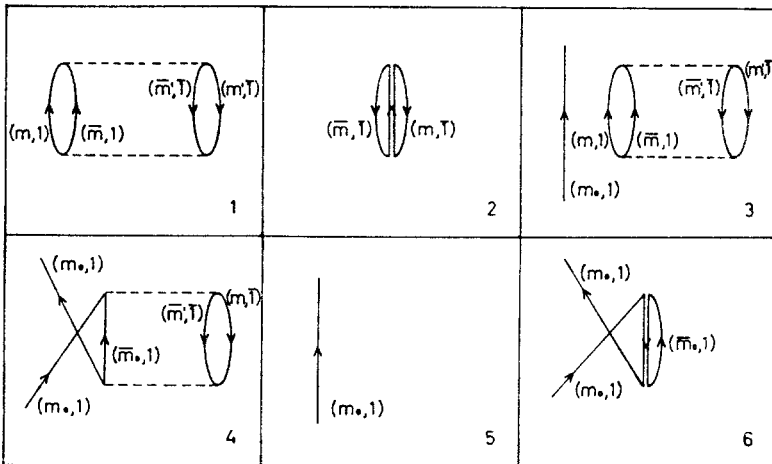 (m,1) (m̅,1) (m̅',1̅) (m',1̅)
1
(m̅,1̅) (m,1̅)
2
(m₀,1) (m,1) (m̅,1) (m̅',1̅) (m',1̅)
3
(m₀,1)
(m₀,1) (m̅₀,1) (m̅',1̅) (m,1̅)
4
(m₀,1)
5
(m₀,1)
(m₀,1) (m̅₀,1)
6